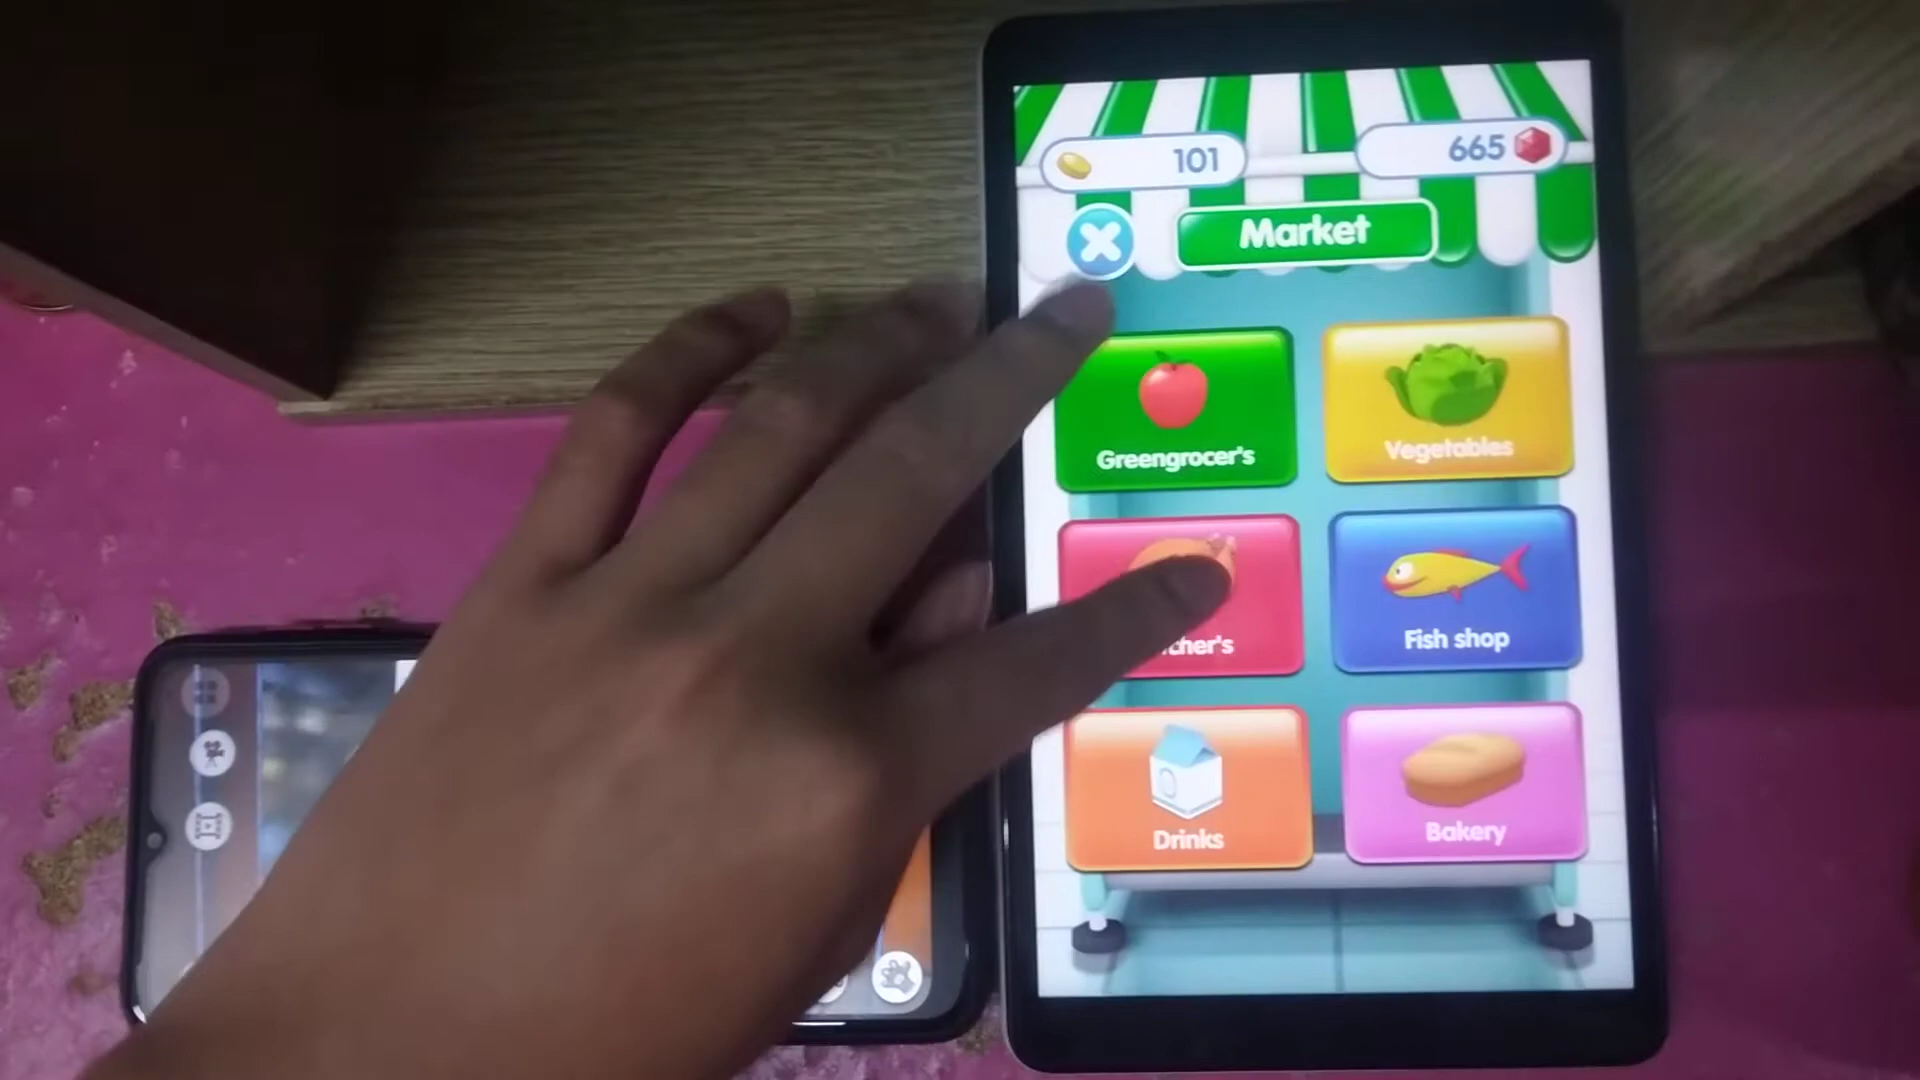 101
665
Market
Greengrocer's
Vegetables
cher's
Fish shop
Drinks
Bakery